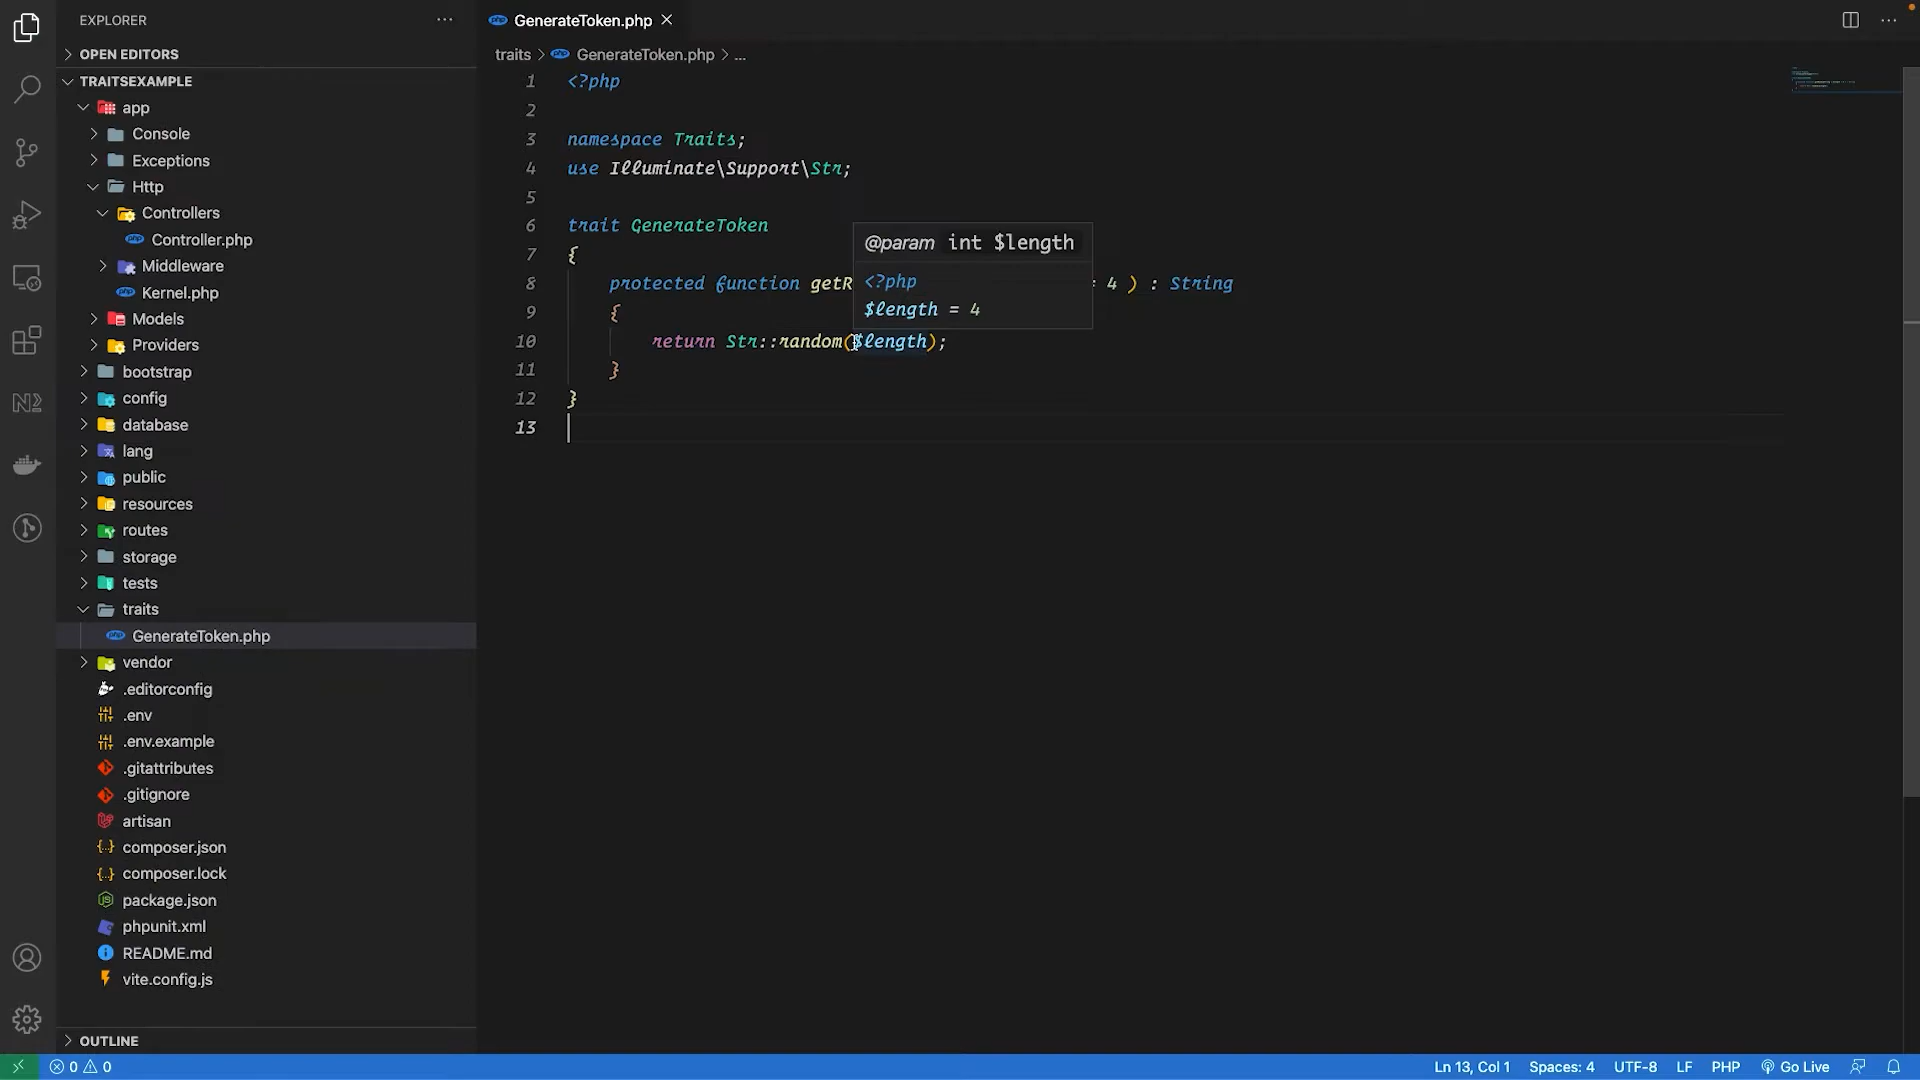 EXPLORER
OPEN EDITORS
TRAITSEXAMPLE
app
Console
Exceptions
Http
Controllers
Controller.php
Middleware
Kernel.php
Models
Providers
bootstrap
config
database
lang
public
resources
routes
storage
tests
traits
GenerateToken.php
vendor
.editorconfig
.env
.env.example
.gitattributes
.gitignore
artisan
composer.json
composer.lock
package.json
phpunit.xml
README.md
vite.config.js
OUTLINE
GenerateToken.php
traits > GenerateToken.php > ...
1 <?php
2
3 namespace Traits;
4 use Illuminate\Support\Str;
5
6 trait GenerateToken
7 {
8 protected function getR = 4 ) : String
9 {
10 return Str::random($length);
11 }
12 }
13
@param int $length
<?php
$length = 4
0 0
Ln 13, Col 1 Spaces: 4 UTF-8 LF PHP Go Live